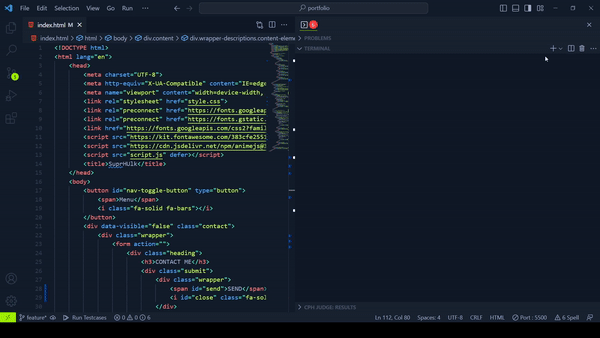 File Edit Selection View Go Run ··· portfolio
index.html M
index.html > html > body > div.content > div.wrapper-descriptions.content-eleme
6
PROBLEMS
TERMINAL
1 <!DOCTYPE html>
2 <html lang="en">
3 <head>
4 <meta charset="UTF-8">
5 <meta http-equiv="X-UA-Compatible" content="IE=edge
6 <meta name="viewport" content="width=device-width,
7 <link rel="stylesheet" href="style.css">
8 <link rel="preconnect" href="https://fonts.googleap
9 <link rel="preconnect" href="https://fonts.gstatic.
10 <link href="https://fonts.googleapis.com/css2?famil
11 <script src="https://kit.fontawesome.com/383cfe255
12 <script src="https://cdn.jsdelivr.net/npm/animejs@
13 <script src="script.js" defer></script>
14 <title>SuprHUlk</title>
15 </head>
16 <body>
17 <button id="nav-toggle-button" type="button">
18 <span>Menu</span>
19 <i class="fa-solid fa-bars"></i>
20 </button>
21 <div data-visible="false" class="contact">
22 <div class="wrapper">
23 <form action="">
24 <div class="heading">
25 <h3>CONTACT ME</h3>
26 <div class="submit">
27 <div class="wrapper">
28 <span id="send">SEND</span>
29 <i id="close" class="fa-sol
30 </div>
CPH JUDGE: RESULTS
feature* Run Testcases 0 0 6 Ln 112, Col 80 Spaces: 4 UTF-8 CRLF HTML Port : 5500 6 Spell